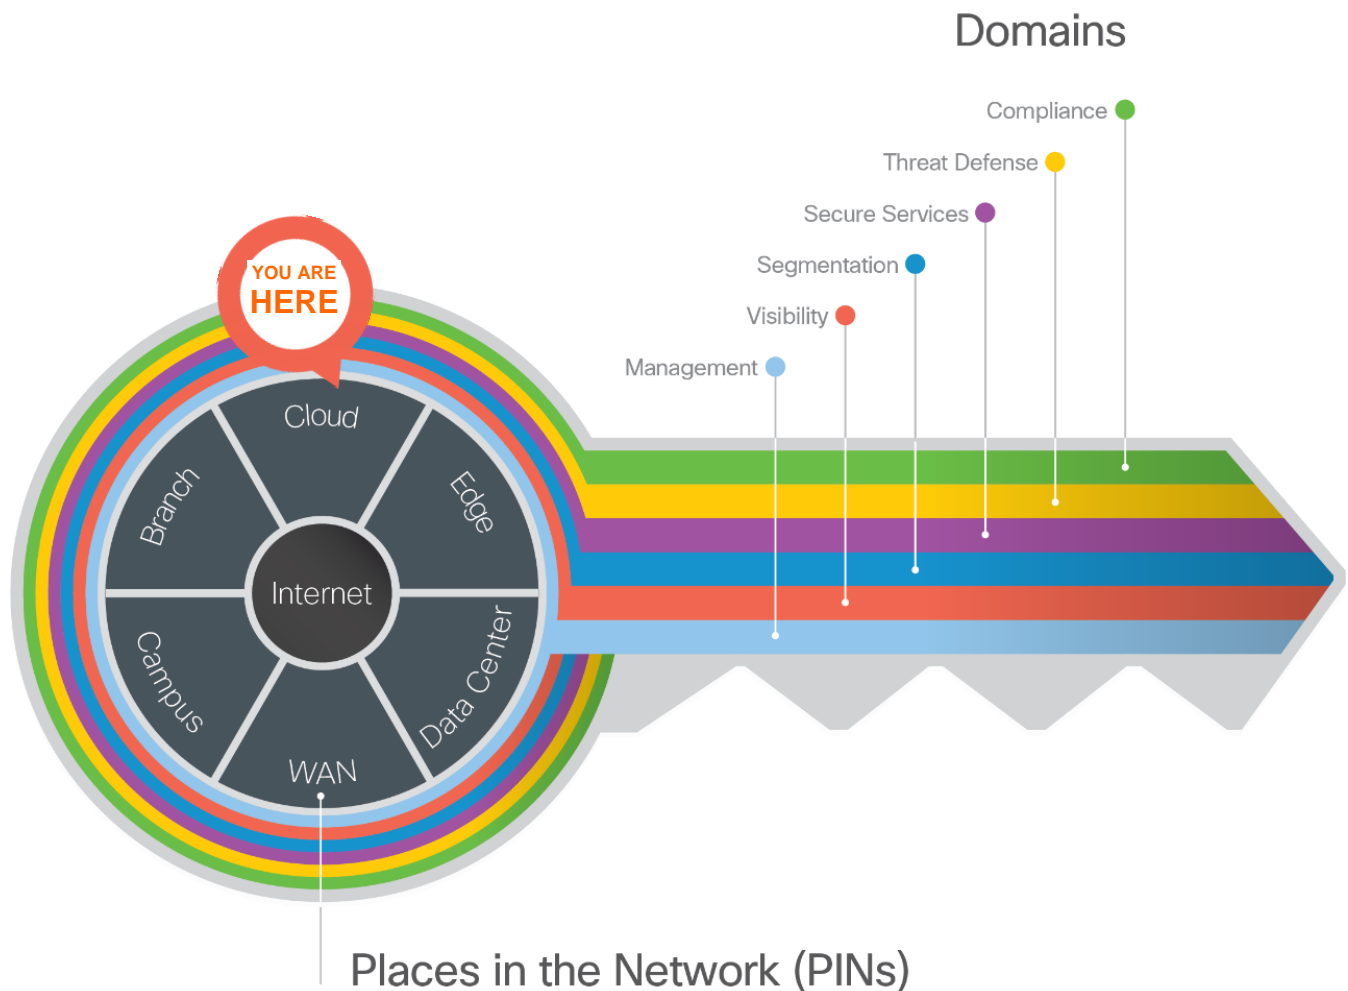 Domains
Compliance
Threat Defense
Secure Services
Segmentation
Visibility
Management
YOU ARE
HERE
Cloud
Edge
Branch
Internet
Campus
Data Center
WAN
Places in the Network (PINs)